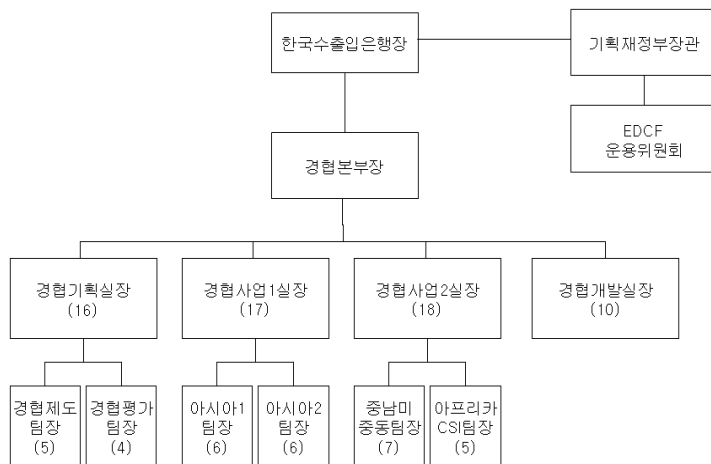 한국수출입은행장
기획재정부장관
EDCF
운용위원회
경협본부장
경협기획실장
(16)
경협사업1실장
(17)
경협사업2실장
(18)
경협개발실장
(10)
경협제도
팀장
(5)
경협평가
팀장
(4)
아시아1
팀장
(6)
아시아2
팀장
(6)
중남미
중동팀장
(7)
아프리카
CSI팀장
(5)